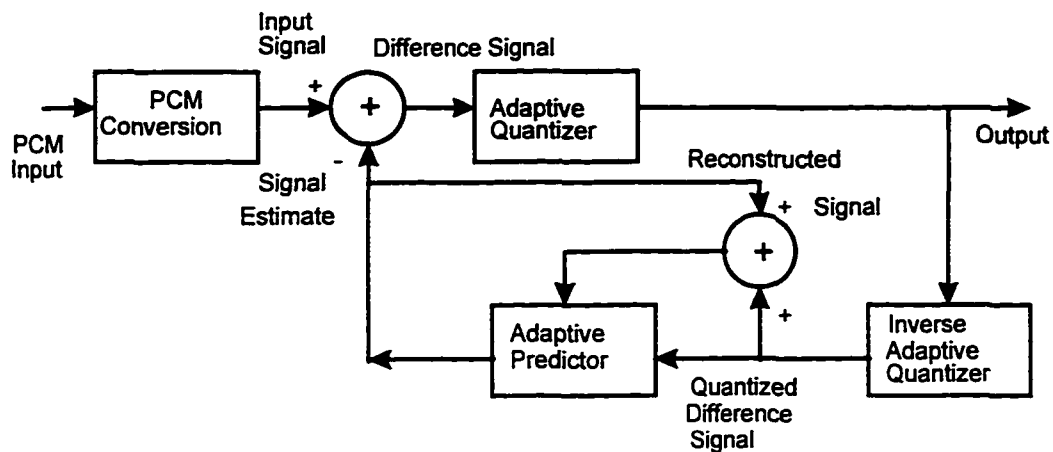 Input
Signal
Difference Signal
+
PCM
Conversion
+
Adaptive
Quantizer
PCM
Input
Output
-
Signal
Estimate
Reconstructed
+
Signal
+
+
Adaptive
Predictor
Inverse
Adaptive
Quantizer
Quantized
Difference
Signal